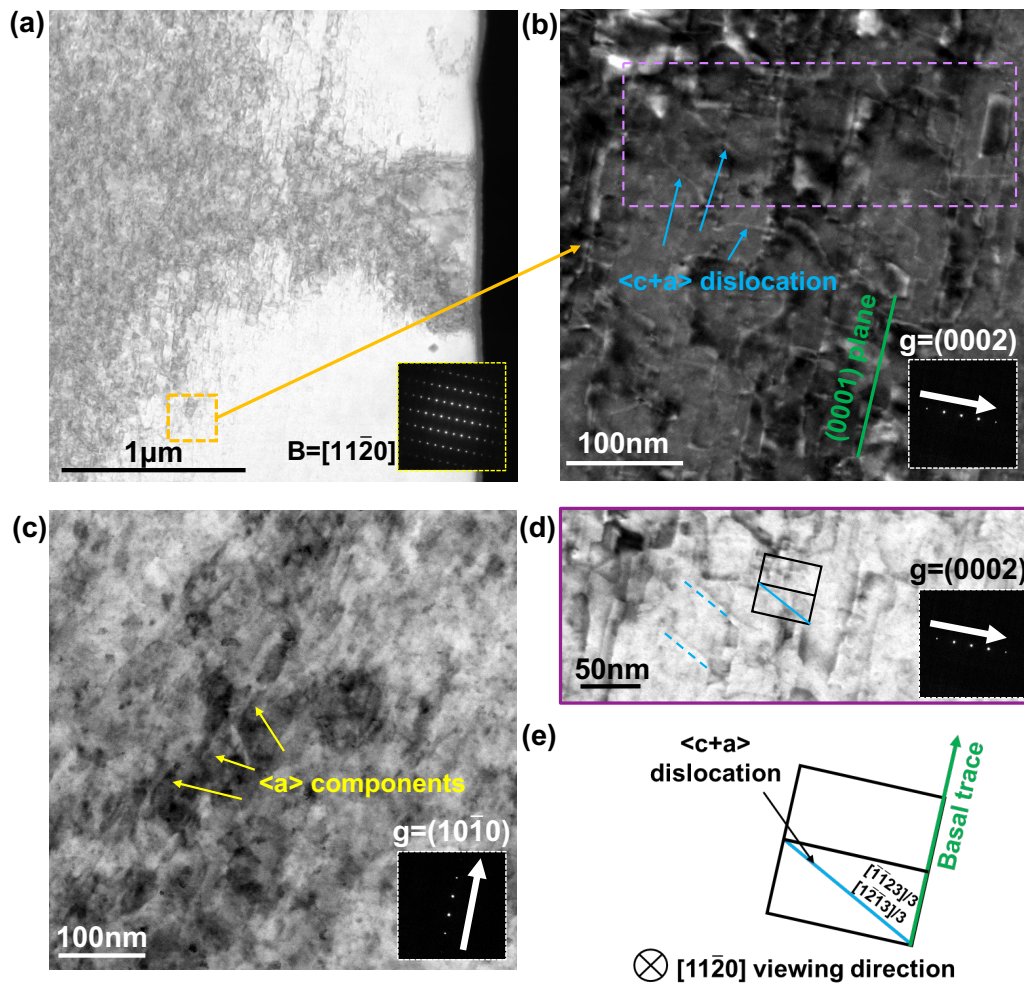 (a)
1µm
B=[112̄0]
(b)
<c+a> dislocation
(0001) plane
g=(0002)
100nm
(c)
<a> components
g=(101̄0)
100nm
(d)
g=(0002)
50nm
(e)
<c+a>
dislocation
Basal trace
[1̄1̄23]/3
[12̄13]/3
[112̄0] viewing direction